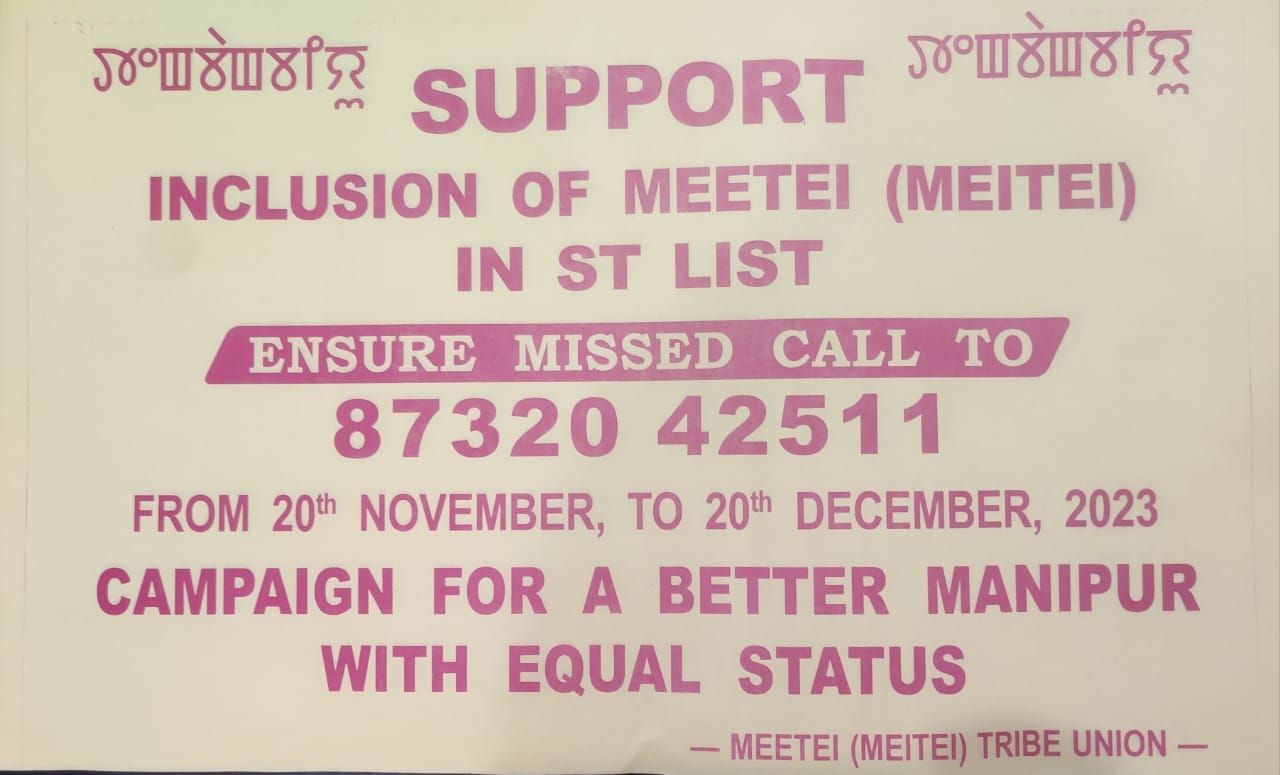 SUPPORT
INCLUSION OF MEETEI (MEITEI)
IN ST LIST
ENSURE MISSED CALL TO
87320 42511
FROM 20th NOVEMBER, TO 20th DECEMBER, 2023
CAMPAIGN FOR A BETTER MANIPUR
WITH EQUAL STATUS
— MEETEI (MEITEI) TRIBE UNION —